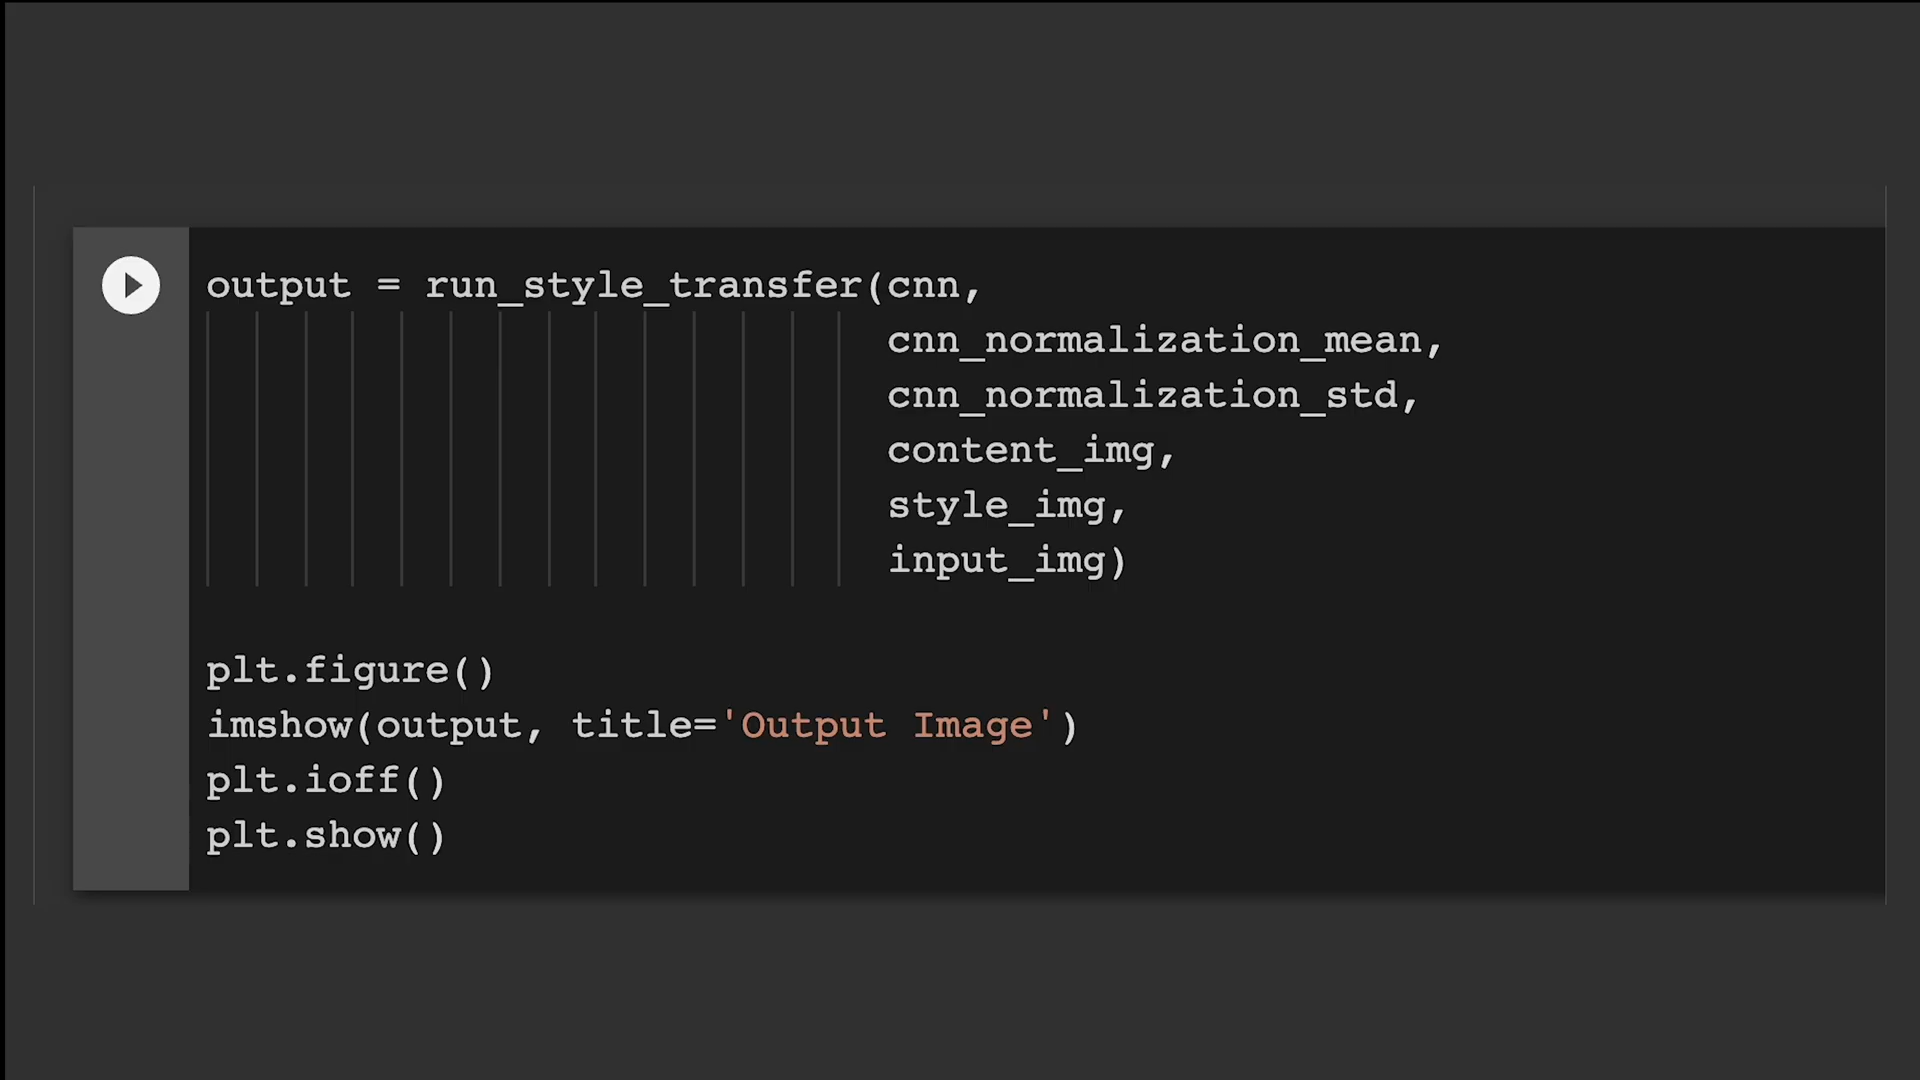 output = run_style_transfer(cnn,
cnn_normalization_mean,
cnn_normalization_std,
content_img,
style_img,
input_img)
plt.figure()
imshow(output, title='Output Image')
plt.ioff()
plt.show()